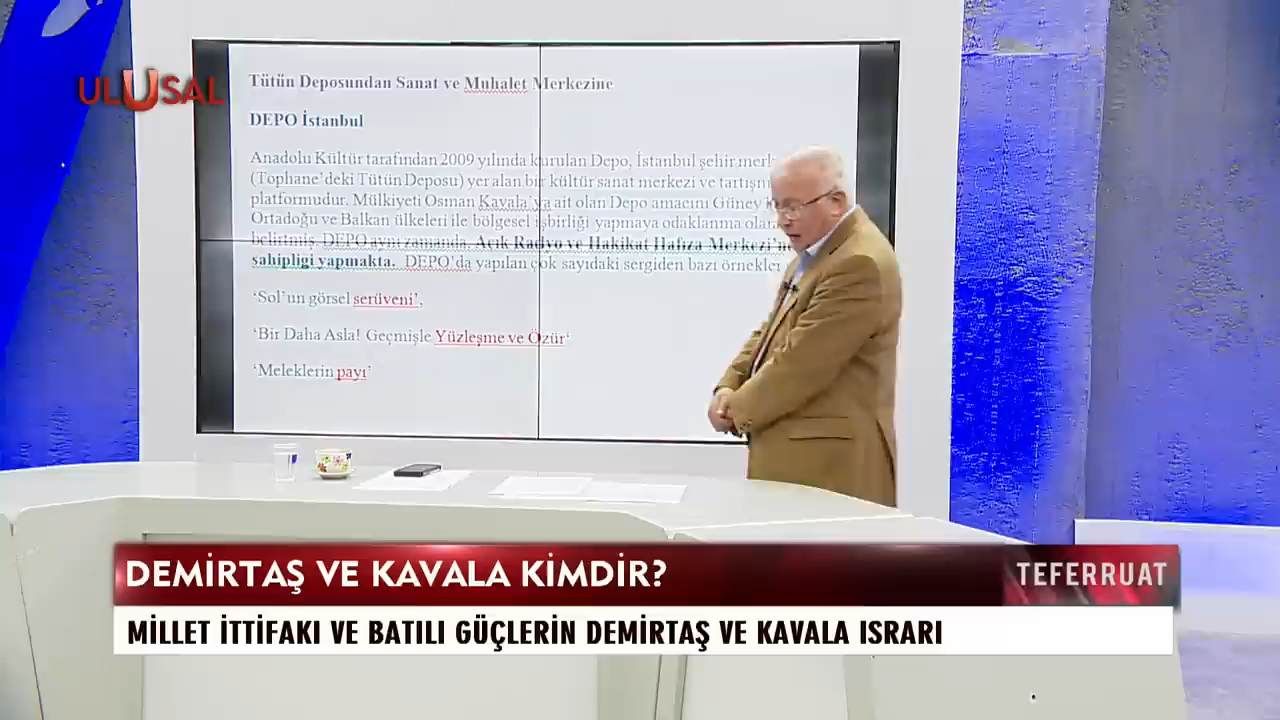 ULUSAL
Tütün Deposundan Sanat ve Muhalet Merkezine
DEPO İstanbul
Anadolu Kültür tarafından 2009 yılında kurulan Depo, İstanbul şehir
(Tophane'deki Tütün Deposu) yer alan bir kültür sanat merkezi ve
platformudur. Mülkiyeti Osman Kavala'ya ait olan Depo amacını Güney
Ortadoğu ve Balkan ülkeleri ile bölgesel işbirliği yapmaya odaklanma
belirtmiş. DEPO aynı zamanda, Açık Radyo ve Hakikat Hafıza Merkezi'
sahipliği yapmakta. DEPO'da yapılan çok sayıdaki sergiden bazı örnekler
'Sol'un görsel serüveni',
'Bir Daha Asla! Geçmişle Yüzleşme ve Özür'
'Meleklerin payı'
DEMİRTAŞ VE KAVALA KİMDİR?
TEFERRUAT
MİLLET İTTİFAKI VE BATILI GÜÇLERİN DEMİRTAŞ VE KAVALA ISRARI